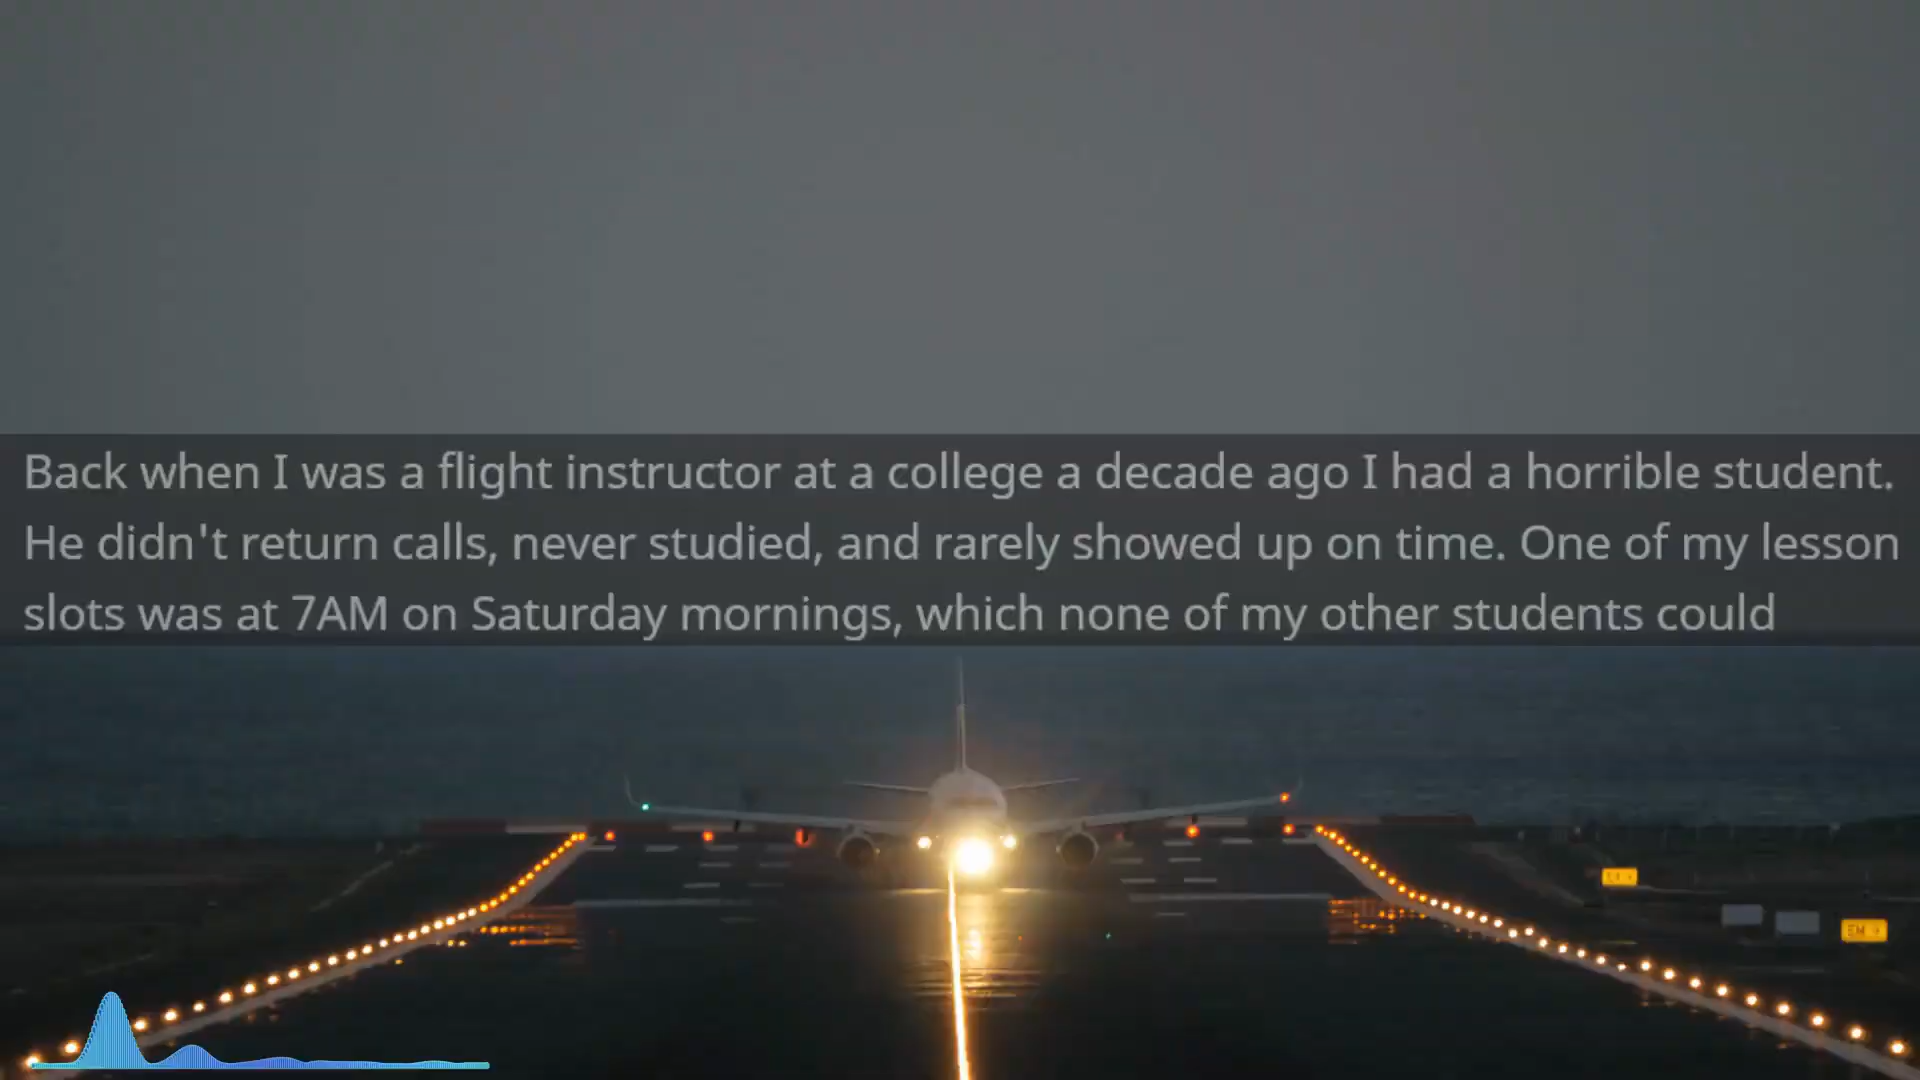 Back when I was a flight instructor at a college a decade ago I had a horrible student.
He didn't return calls, never studied, and rarely showed up on time. One of my lesson
slots was at 7AM on Saturday mornings, which none of my other students could